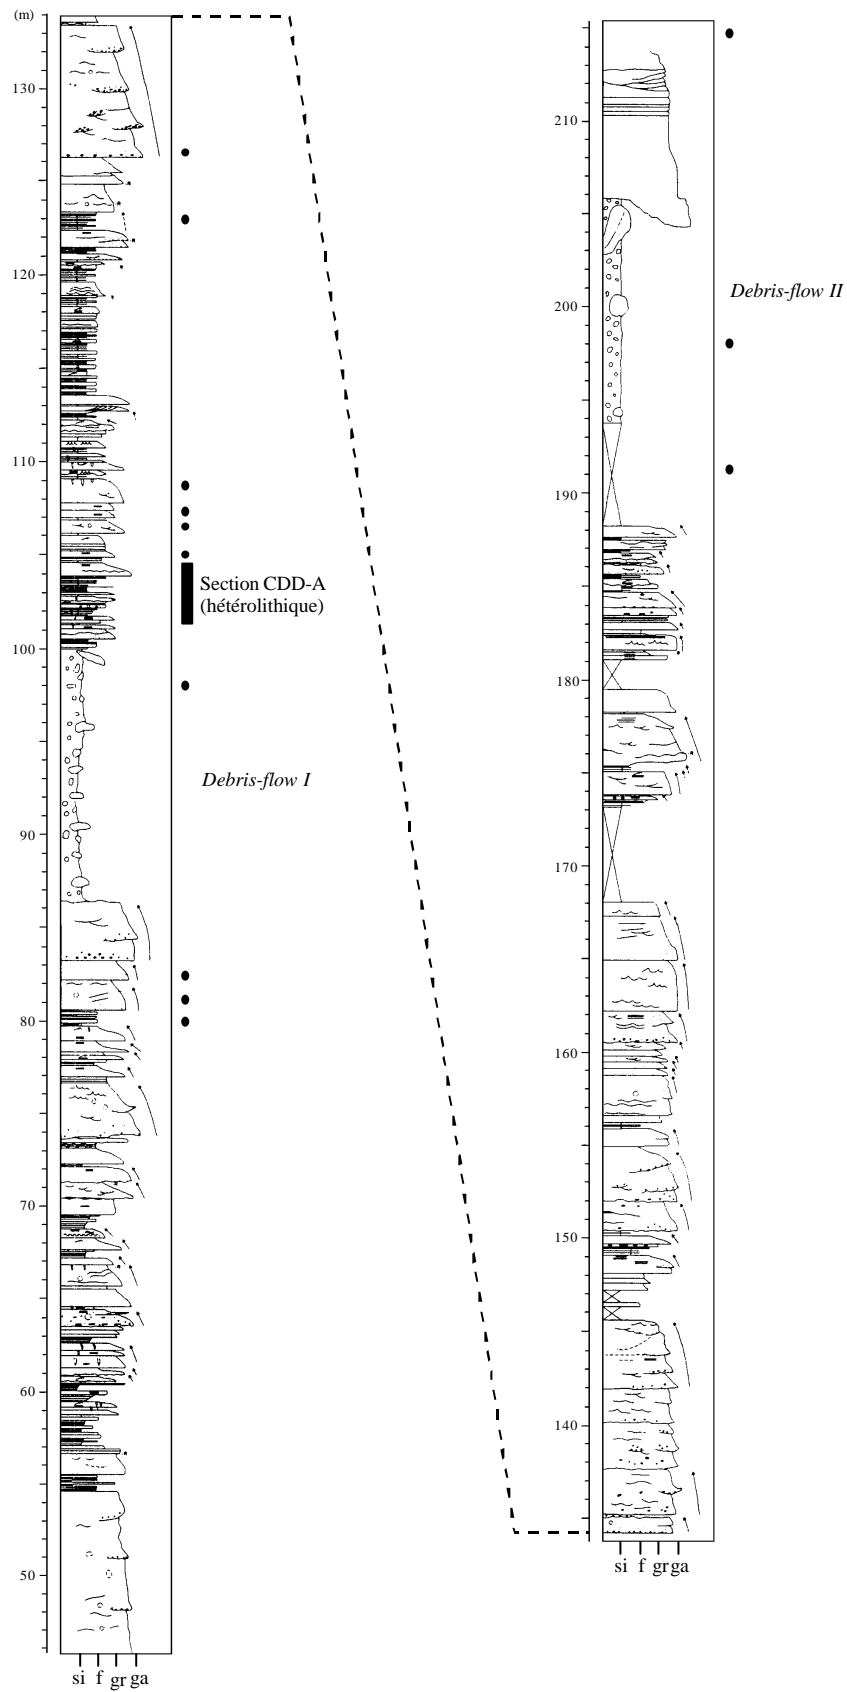 (m)
130
120
110
100
90
80
70
60
50
si f gr ga
Section CDD-A
(hétérolithique)
Debris-flow I
210
200
190
180
170
160
150
140
si f gr ga
Debris-flow II